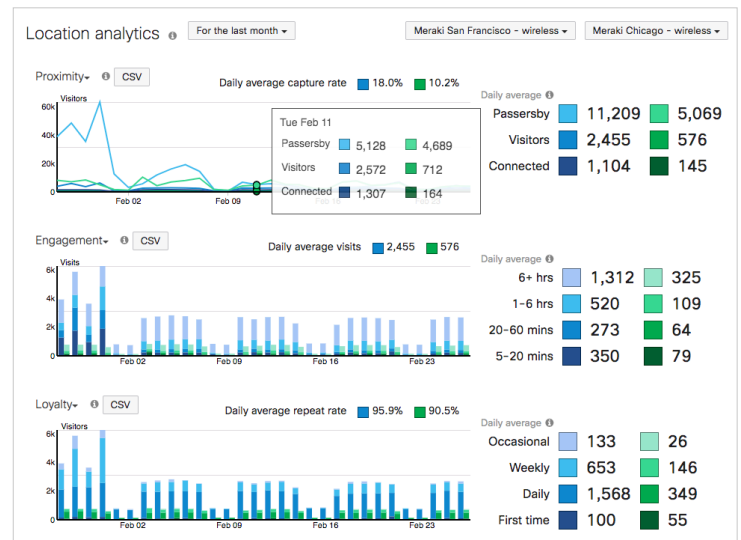 Location analytics
For the last month
Meraki San Francisco - wireless
Meraki Chicago - wireless
Proximity
CSV
Daily average capture rate 18.0% 10.2%
Visitors
60k
40k
20k
0
Feb 02 Feb 09 Feb 16 Feb 23
Tue Feb 11
Passersby 5,128 4,689
Visitors 2,572 712
Connected 1,307 164
Daily average
Passersby 11,209 5,069
Visitors 2,455 576
Connected 1,104 145
Engagement
CSV
Daily average visits 2,455 576
Visits
6k
4k
2k
0
Feb 02 Feb 09 Feb 16 Feb 23
Daily average
6+ hrs 1,312 325
1-6 hrs 520 109
20-60 mins 273 64
5-20 mins 350 79
Loyalty
CSV
Daily average repeat rate 95.9% 90.5%
Visitors
6k
4k
2k
0
Feb 02 Feb 09 Feb 16 Feb 23
Daily average
Occasional 133 26
Weekly 653 146
Daily 1,568 349
First time 100 55